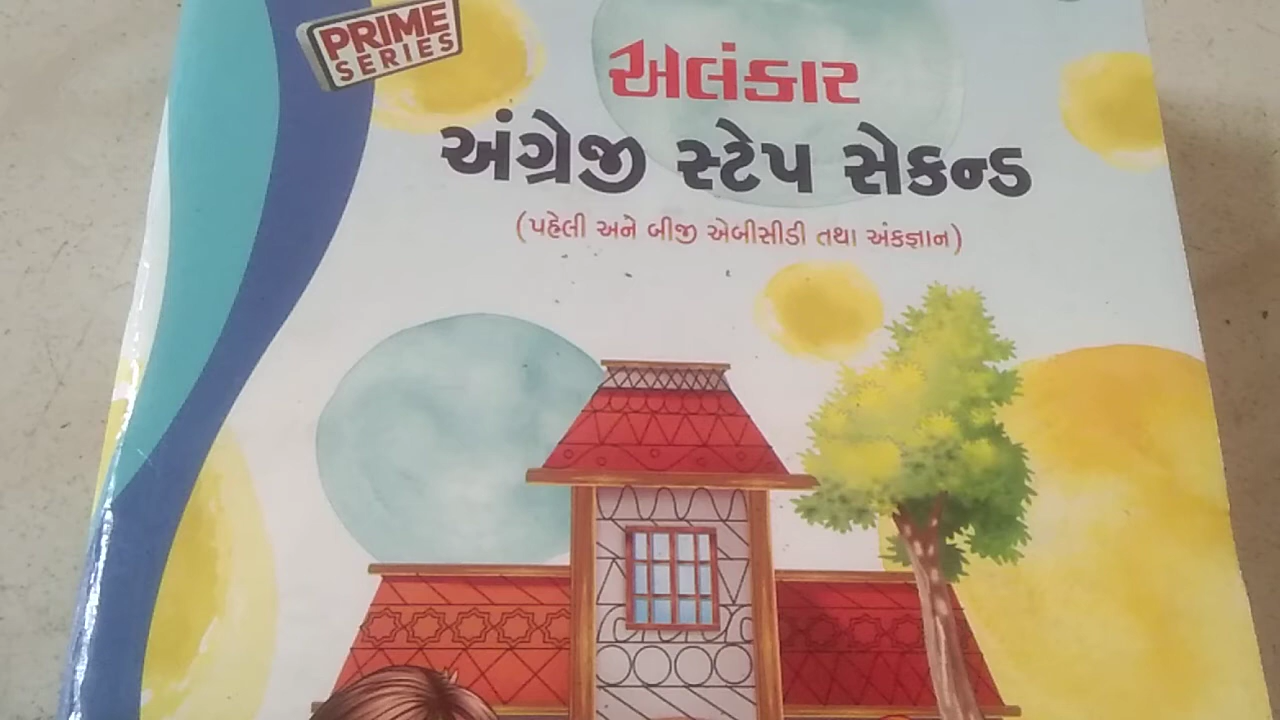 PRIME
SERIES
અલંકાર
અંગ્રેજી સ્ટેપ સેકન્ડ
(પહેલી અને બીજી એબીસીડી તથા અંકજ્ઞાન)